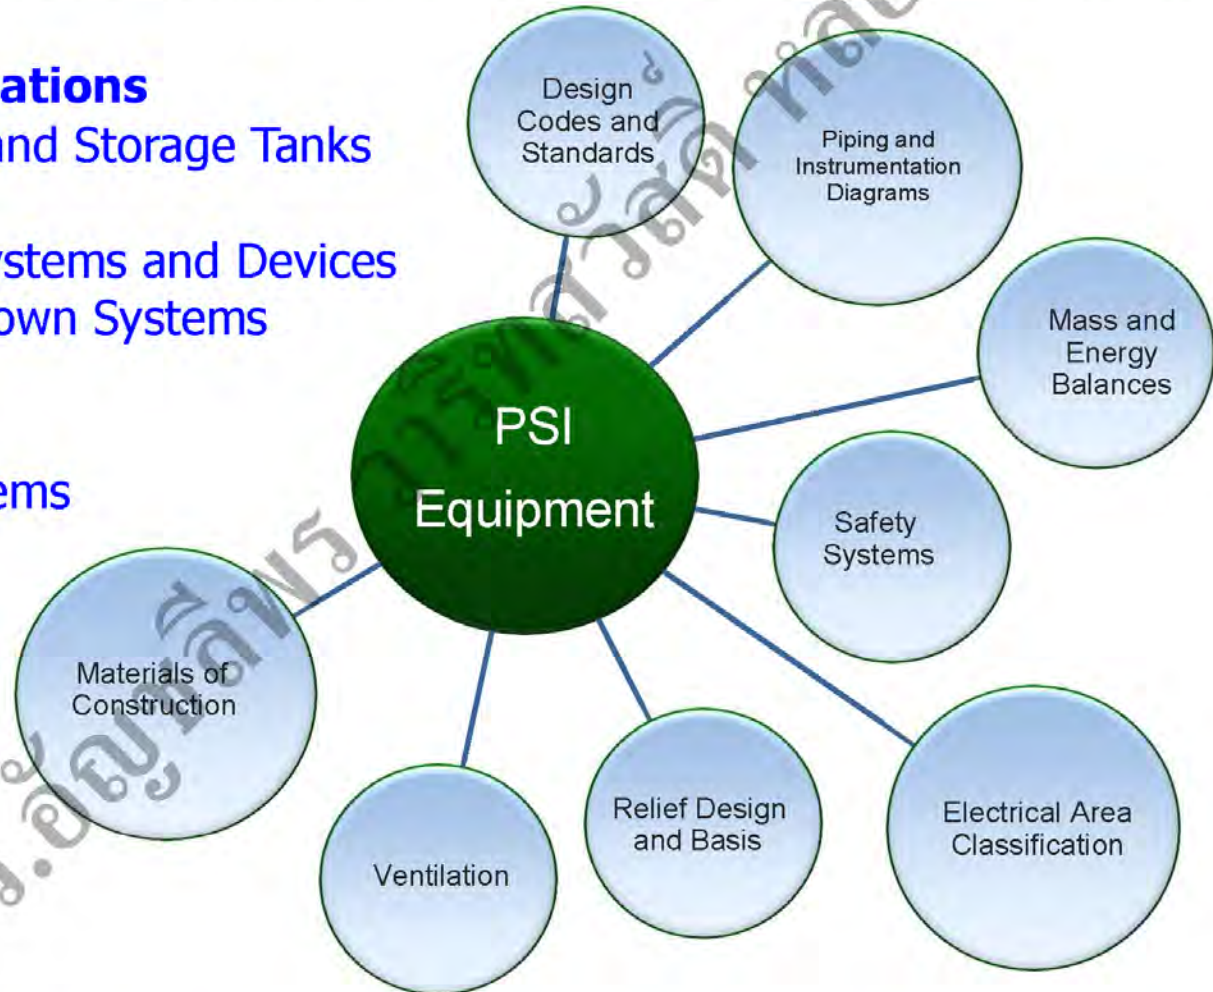 ations
and Storage Tanks
ystems and Devices
own Systems
ems
Design
Codes and
Standards
Piping and
Instrumentation
Diagrams
Mass and
Energy
Balances
PSI
Equipment
Safety
Systems
Materials of
Construction
Ventilation
Relief Design
and Basis
Electrical Area
Classification